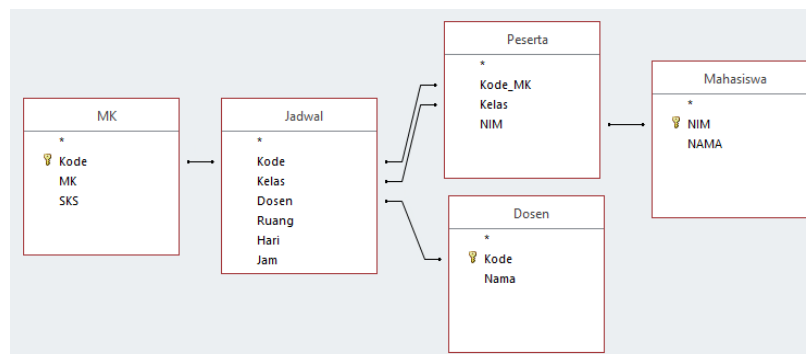 MK
*
Kode
MK
SKS
Jadwal
*
Kode
Kelas
Dosen
Ruang
Hari
Jam
Peserta
*
Kode_MK
Kelas
NIM
Dosen
*
Kode
Nama
Mahasiswa
*
NIM
NAMA